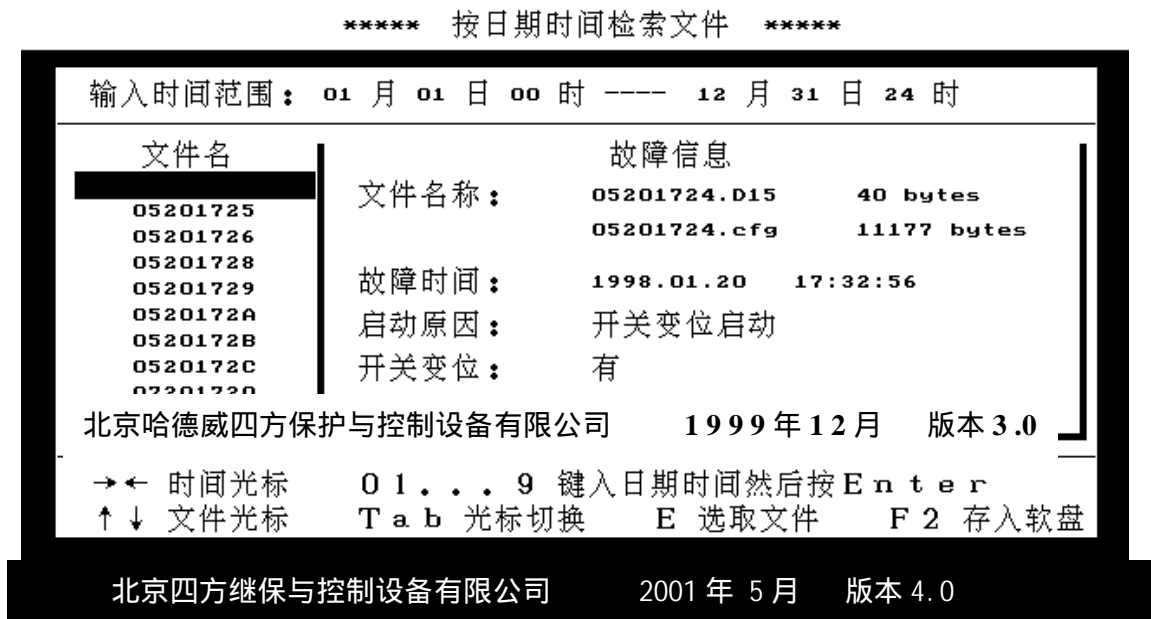 ***** 按日期时间检索文件 *****
输入时间范围： 01 月 01 日 00 时 ---- 12 月 31 日 24 时
文件名
05201725
05201726
05201728
05201729
0520172A
0520172B
0520172C
故障信息
文件名称： 05201724.D15 40 bytes
05201724.cfg 11177 bytes
故障时间： 1998.01.20 17:32:56
启动原因： 开关变位启动
开关变位： 有
北京哈德威四方保护与控制设备有限公司 1999年12月 版本 3.0
→← 时间光标 01...9 键入日期时间然后按Enter
↑↓ 文件光标 Tab 光标切换 E 选取文件 F2 存入软盘
北京四方继保与控制设备有限公司 2001 年 5 月 版本 4.0